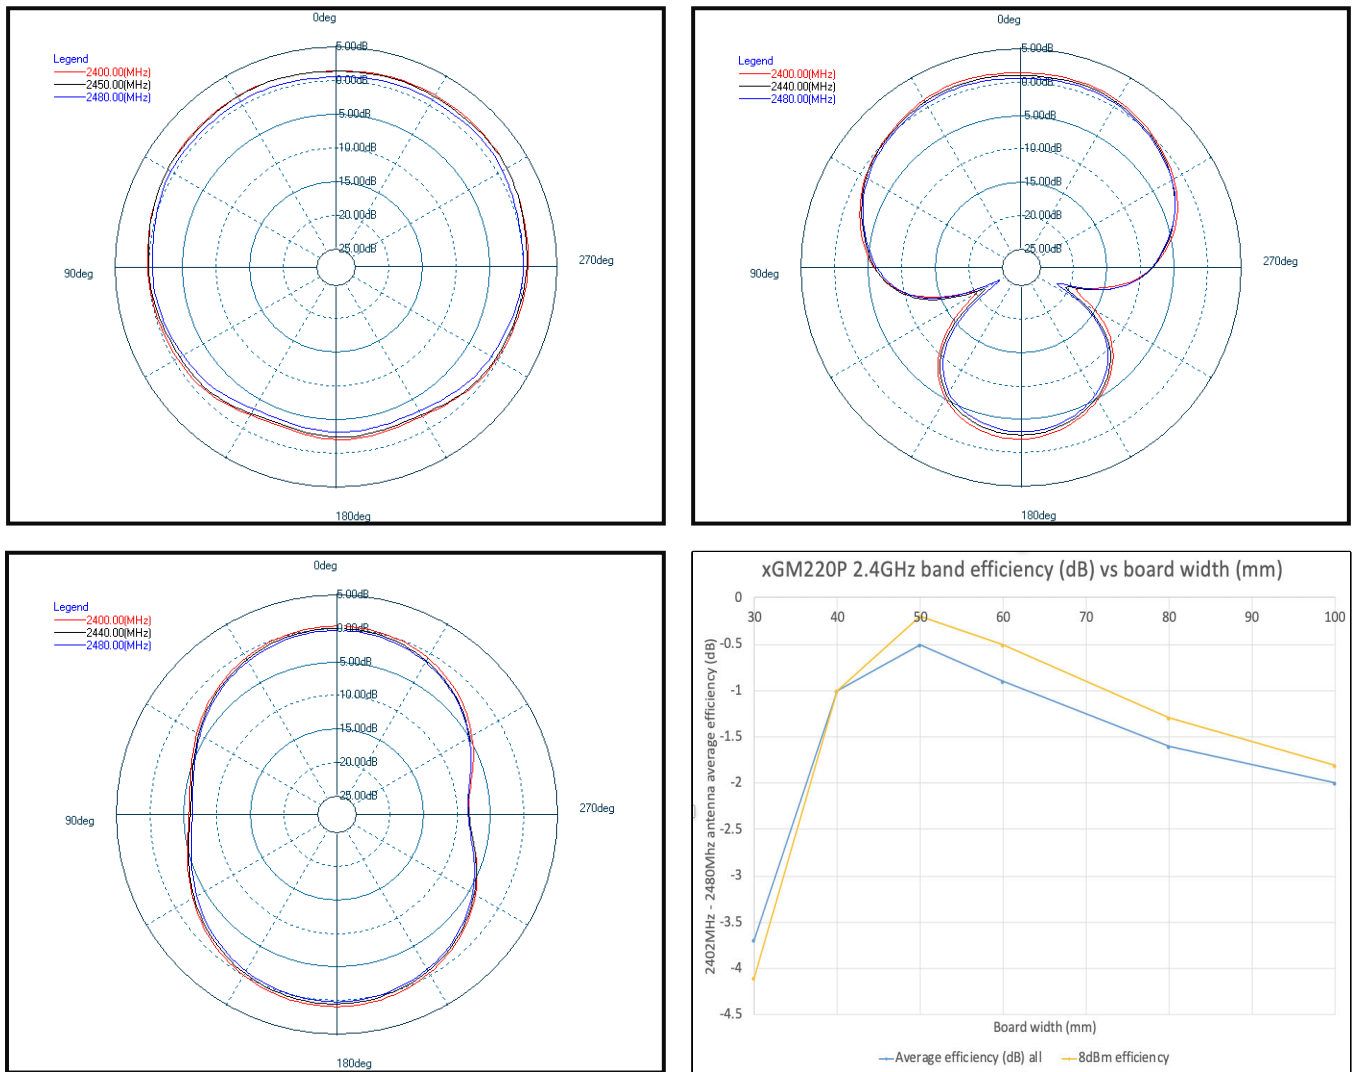 0deg
Legend
2400.00(MHz)
2450.00(MHz)
2480.00(MHz)
5.00dB
0.00dB
5.00dB
10.00dB
15.00dB
20.00dB
25.00dB
90deg
270deg
180deg
0deg
Legend
2400.00(MHz)
2440.00(MHz)
2480.00(MHz)
5.00dB
0.00dB
5.00dB
10.00dB
15.00dB
20.00dB
25.00dB
90deg
270deg
180deg
0deg
Legend
2400.00(MHz)
2440.00(MHz)
2480.00(MHz)
5.00dB
0.00dB
5.00dB
10.00dB
15.00dB
20.00dB
25.00dB
90deg
270deg
180deg
xGM220P 2.4GHz band efficiency (dB) vs board width (mm)
0
30 40 50 60 70 80 90 100
-0.5
-1
-1.5
-2
-2.5
-3
-3.5
-4
-4.5
2402MHz - 2480Mhz antenna average efficiency (dB)
Board width (mm)
Average efficiency (dB) all
8dBm efficiency